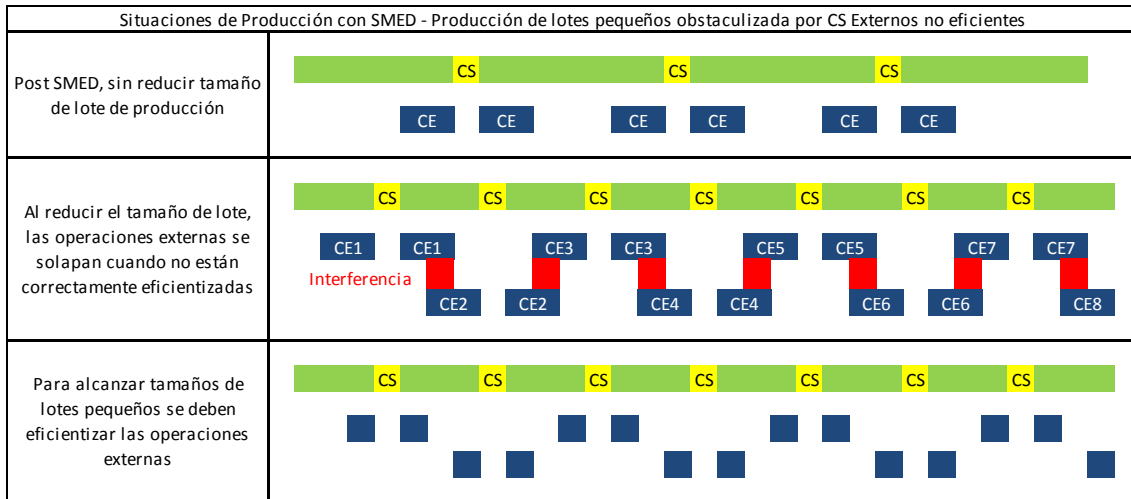 Situaciones de Producción con SMED - Producción de lotes pequeños obstaculizada por CS Externos no eficientes
Post SMED, sin reducir tamaño
de lote de producción
CS CS CS
CE CE CE CE CE CE
Al reducir el tamaño de lote,
las operaciones externas se
solapan cuando no están
correctamente eficientizadas
CS CS CS CS CS CS CS
CE1 CE1 CE3 CE3 CE5 CE5 CE7 CE7
Interferencia
CE2 CE2 CE4 CE4 CE6 CE6 CE8
Para alcanzar tamaños de
lotes pequeños se deben
eficientizar las operaciones
externas
CS CS CS CS CS CS CS